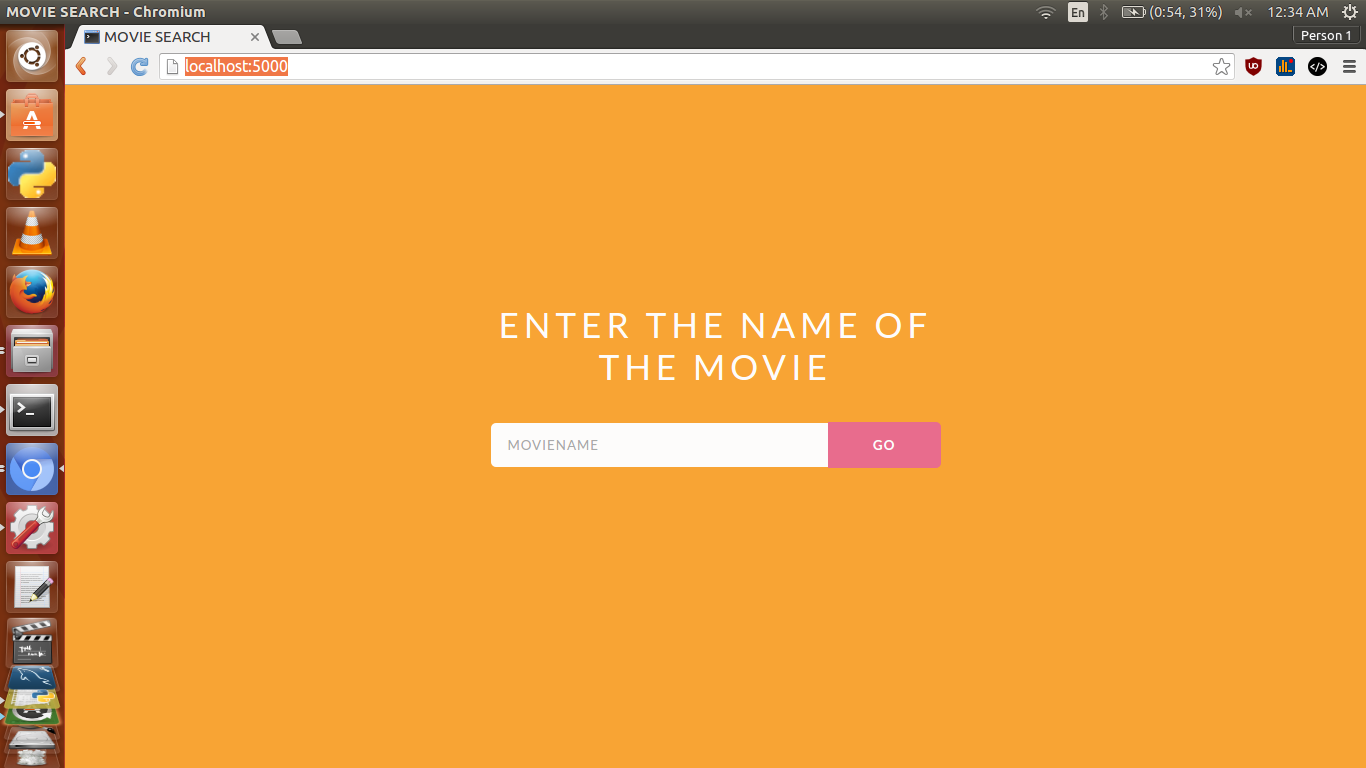 MOVIE SEARCH - Chromium
En
(0:54, 31%)
12:34 AM
MOVIE SEARCH
Person 1
localhost:5000
ENTER THE NAME OF
THE MOVIE
MOVIENAME
GO